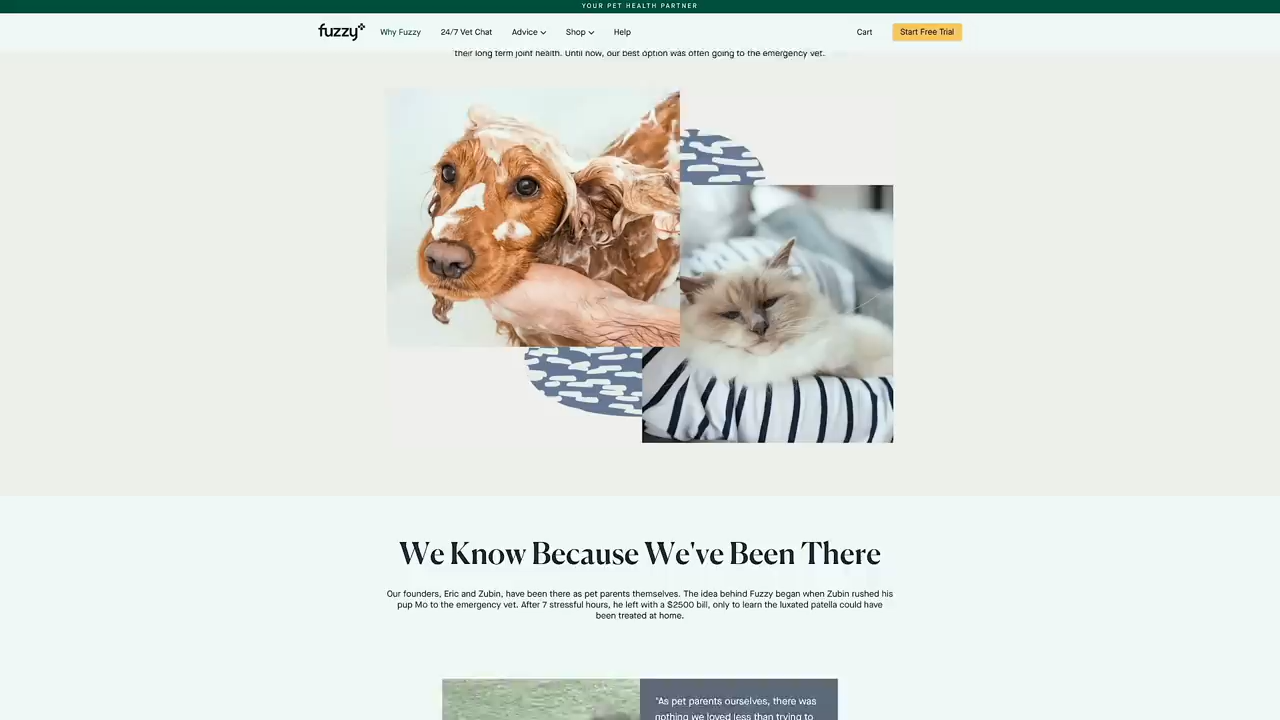 YOUR PET HEALTH PARTNER
fuzzy
Why Fuzzy
24/7 Vet Chat
Advice
Shop
Help
Cart
Start Free Trial
their long term joint health. Until now, our best option was often going to the emergency vet.
We Know Because We've Been There
Our founders, Eric and Zubin, have been there as pet parents themselves. The idea behind Fuzzy began when Zubin rushed his
pup Mo to the emergency vet. After 7 stressful hours, he left with a $2500 bill, only to learn the luxated patella could have
been treated at home.
"As pet parents ourselves, there was
nothing we loved less than trying to